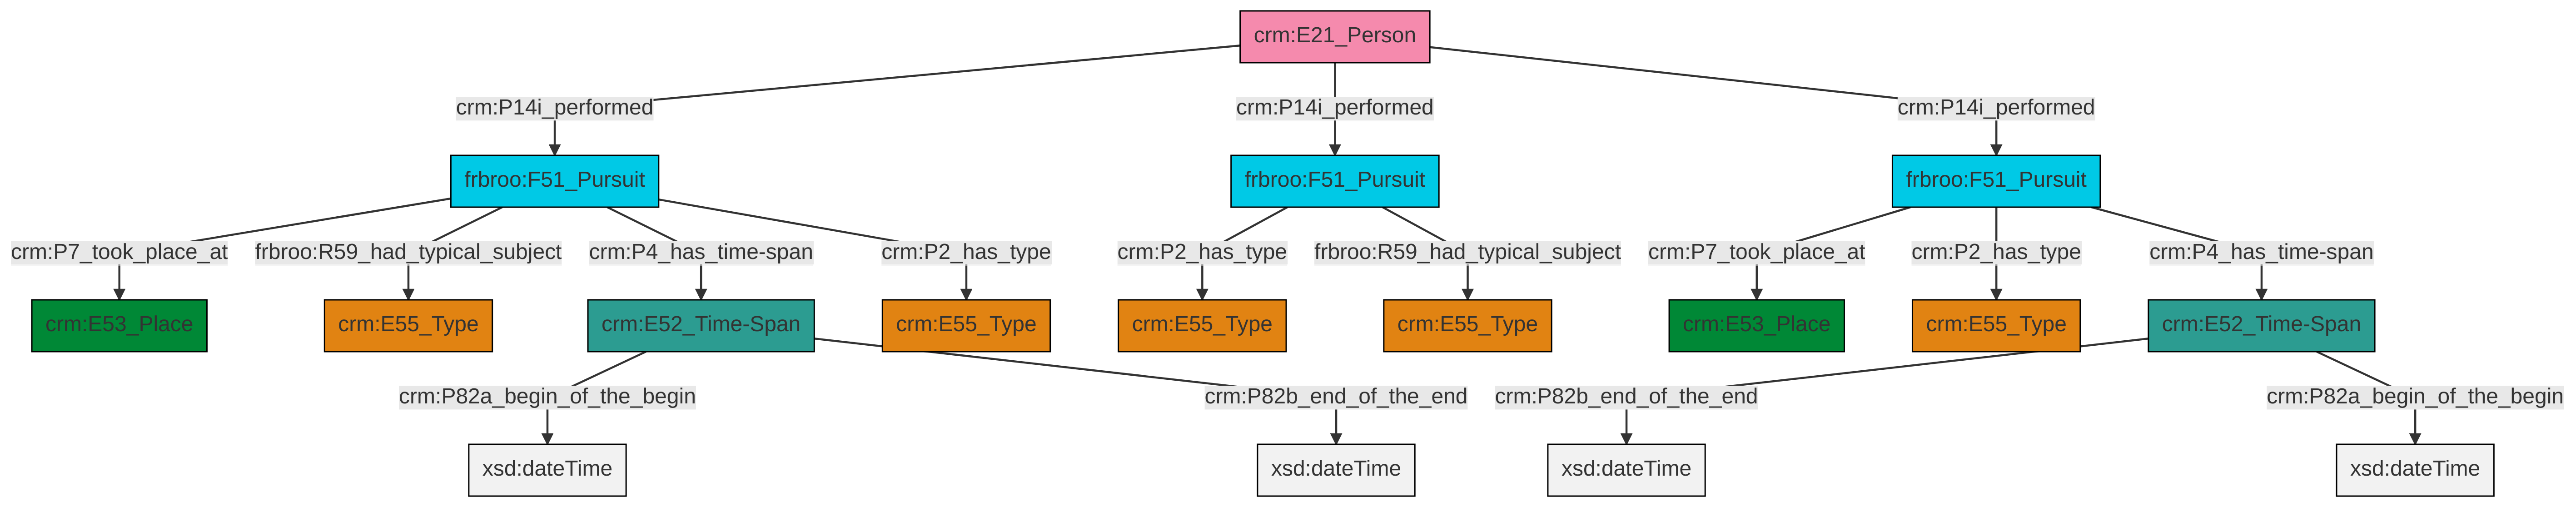 crm:E21_Person
crm:P14i_performed
crm:P14i_performed
crm:P14i_performed
frbroo:F51_Pursuit
frbroo:F51_Pursuit
frbroo:F51_Pursuit
crm:P7_took_place_at
frbroo:R59_had_typical_subject
crm:P4_has_time-span
crm:P2_has_type
crm:P2_has_type
frbroo:R59_had_typical_subject
crm:P7_took_place_at
crm:P2_has_type
crm:P4_has_time-span
crm:E53_Place
crm:E55_Type
crm:E52_Time-Span
crm:E55_Type
crm:E55_Type
crm:E55_Type
crm:E53_Place
crm:E55_Type
crm:E52_Time-Span
crm:P82a_begin_of_the_begin
crm:P82b_end_of_the_end
crm:P82b_end_of_the_end
crm:P82a_begin_of_the_begin
xsd:dateTime
xsd:dateTime
xsd:dateTime
xsd:dateTime